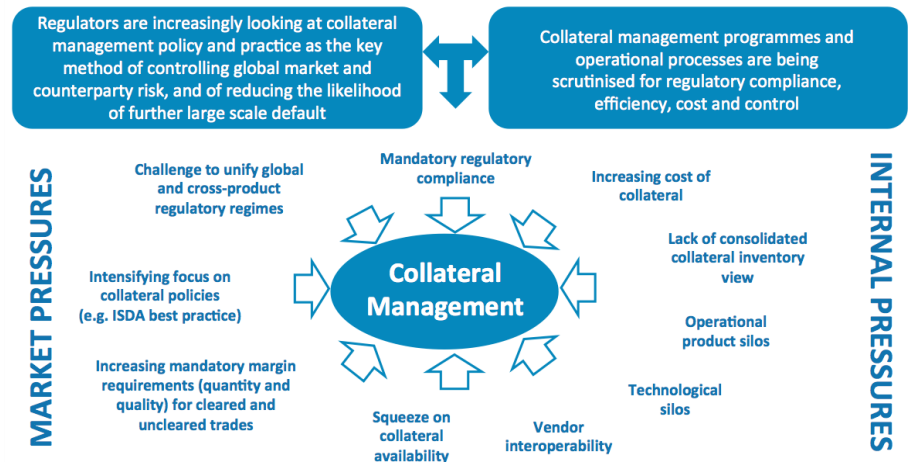 Regulators are increasingly looking at collateral
management policy and practice as the key
method of controlling global market and
counterparty risk, and of reducing the likelihood
of further large scale default
Collateral management programmes and
operational processes are being
scrutinised for regulatory compliance,
efficiency, cost and control
MARKET PRESSURES
Challenge to unify global
and cross-product
regulatory regimes
Mandatory regulatory
compliance
Increasing cost of
collateral
Intensifying focus on
collateral policies
(e.g. ISDA best practice)
Collateral
Management
Lack of consolidated
collateral inventory
view
Operational
product silos
Increasing mandatory margin
requirements (quantity and
quality) for cleared and
uncleared trades
Squeeze on
collateral
availability
Vendor
interoperability
Technological
silos
INTERNAL PRESSURES